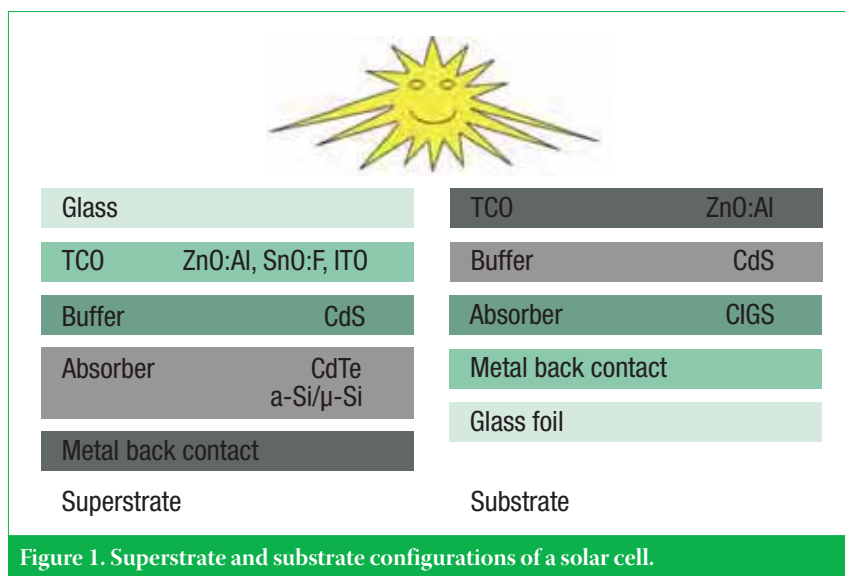 Glass
TCO ZnO:Al, SnO:F, ITO
Buffer CdS
Absorber CdTe
a-Si/µ-Si
Metal back contact
Superstrate
TCO ZnO:Al
Buffer CdS
Absorber CIGS
Metal back contact
Glass foil
Substrate
Figure 1. Superstrate and substrate configurations of a solar cell.